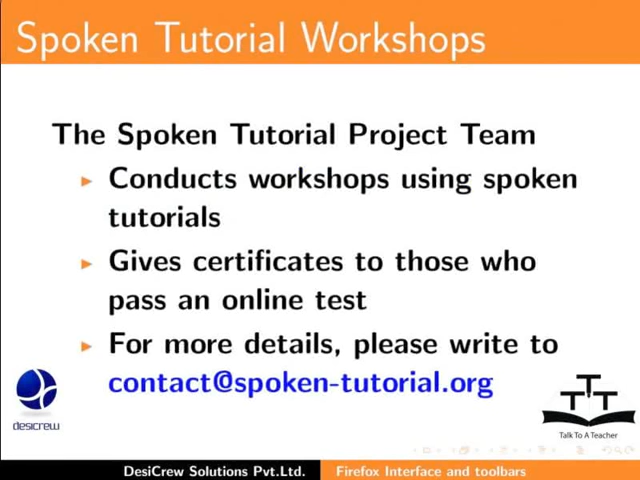 Spoken Tutorial Workshops
The Spoken Tutorial Project Team
Conducts workshops using spoken
tutorials
Gives certificates to those who
pass an online test
For more details, please write to
contact@spoken-tutorial.org
desicrew
TTT
Talk To A Teacher
DesiCrew Solutions Pvt.Ltd. Firefox Interface and toolbars